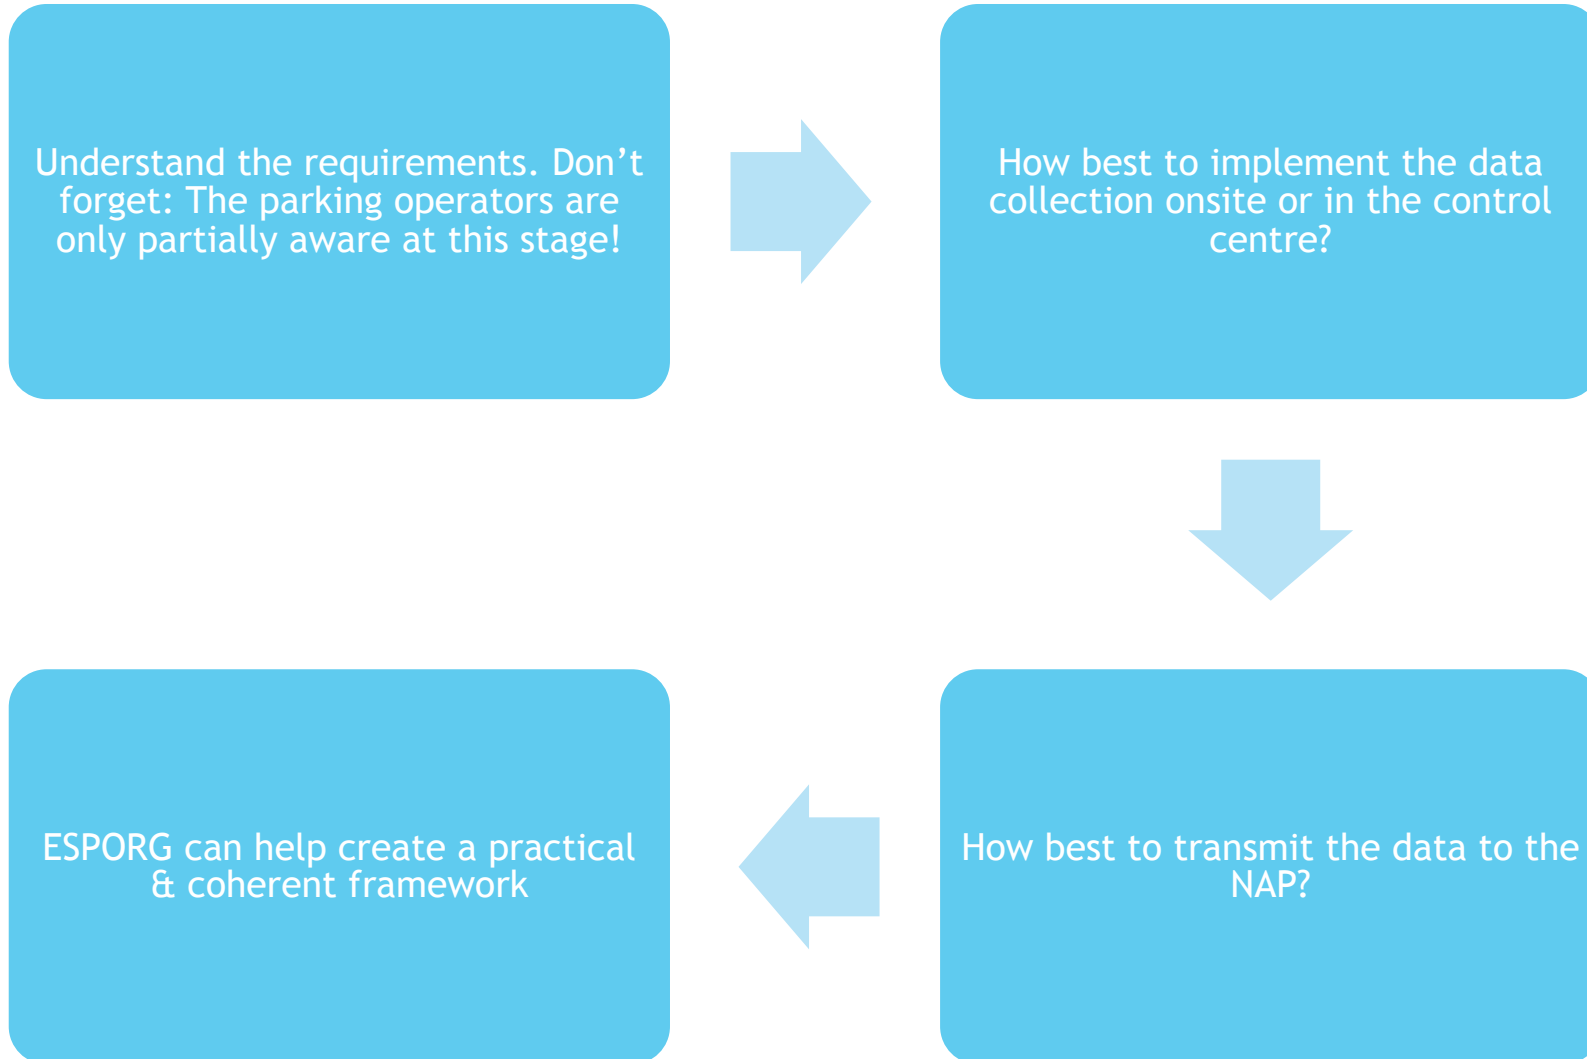 Understand the requirements. Don’t
forget: The parking operators are
only partially aware at this stage!
How best to implement the data
collection onsite or in the control
centre?
How best to transmit the data to the
NAP?
ESPORG can help create a practical
& coherent framework